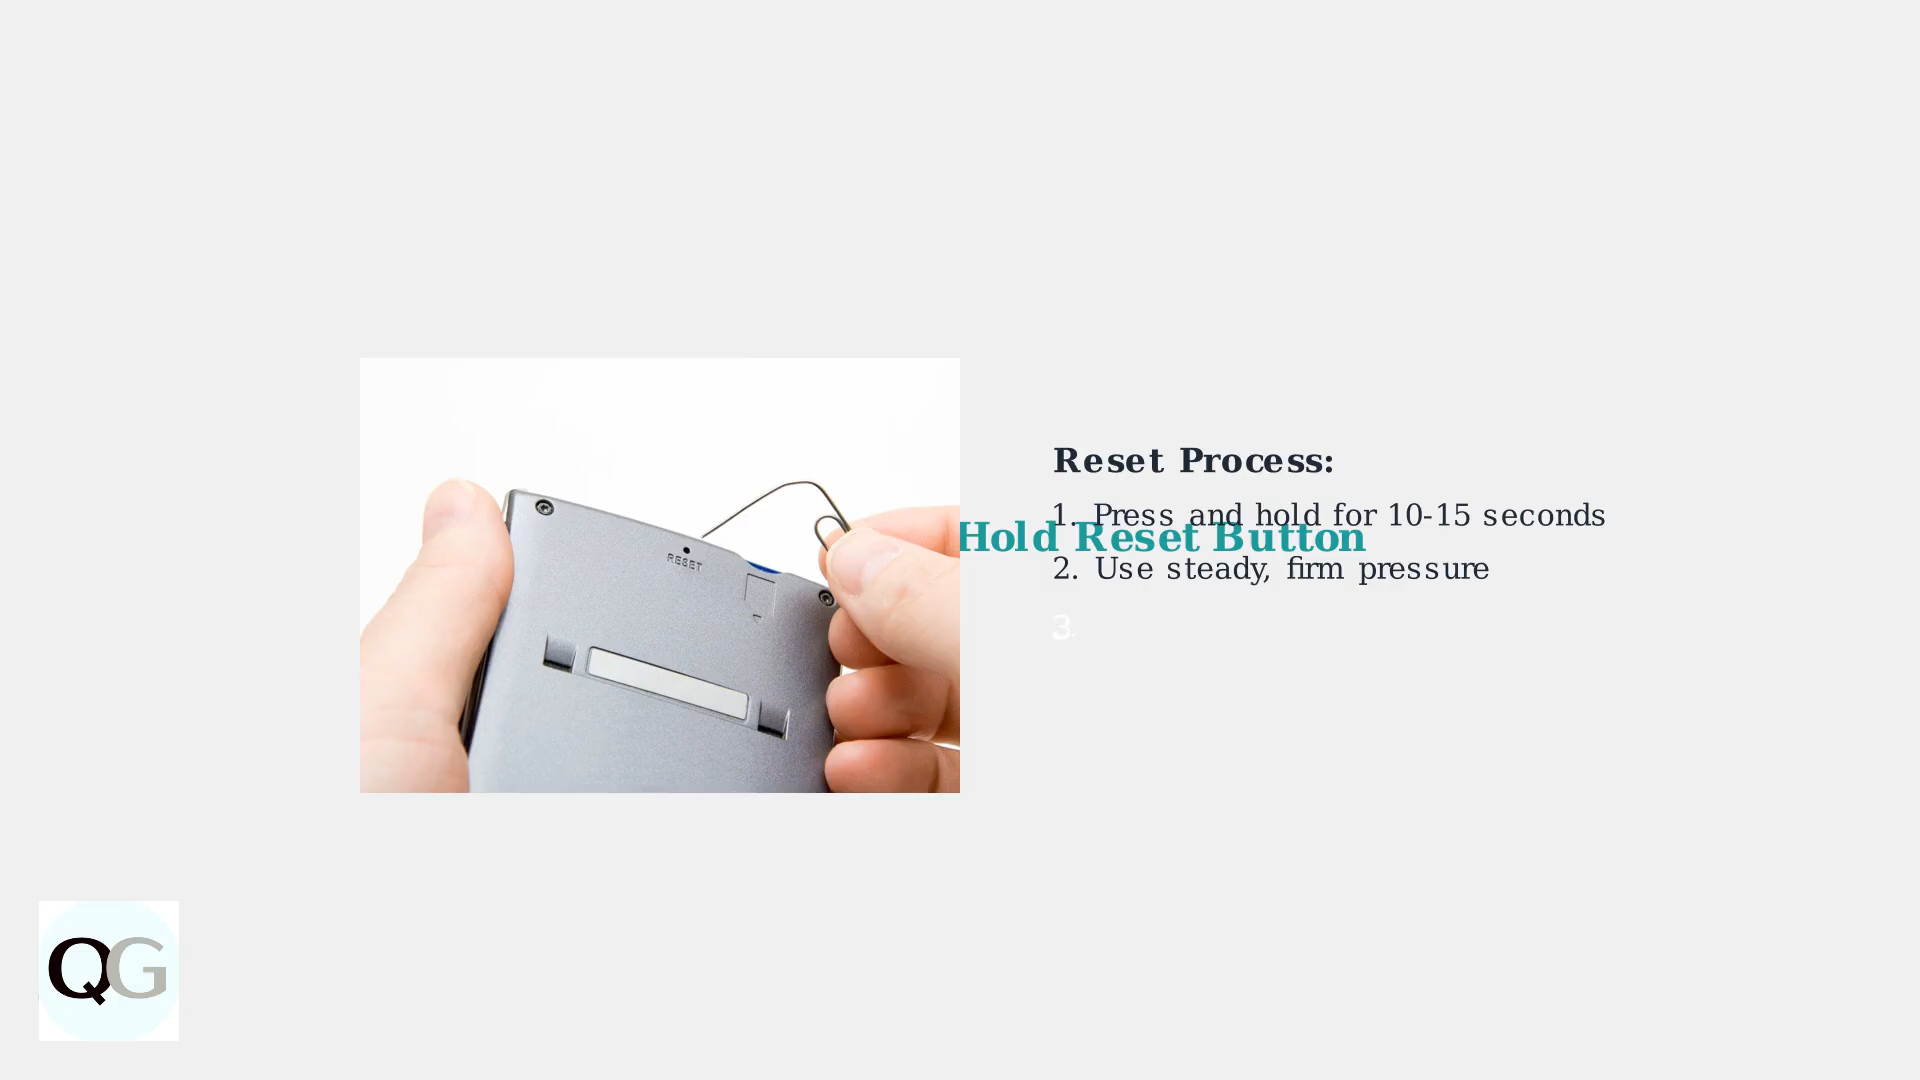 Reset Process:
1. Press and hold for 10-15 seconds
Hold Reset Button
2. Use steady, firm pressure
3.
RESET
QG